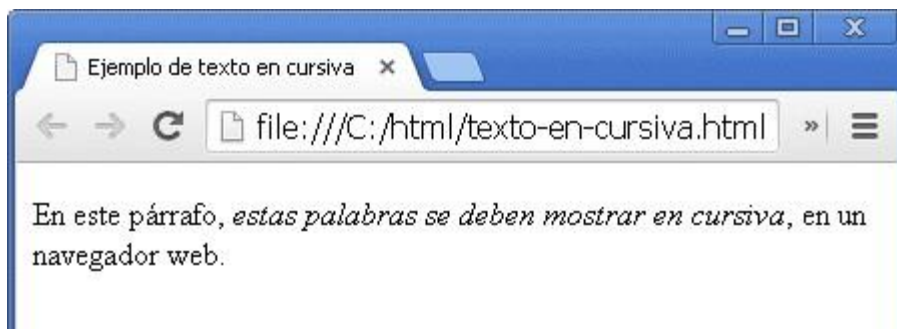 Ejemplo de texto en cursiva
file:///C:/html/texto-en-cursiva.html
En este párrafo, estas palabras se deben mostrar en cursiva, en un
navegador web.